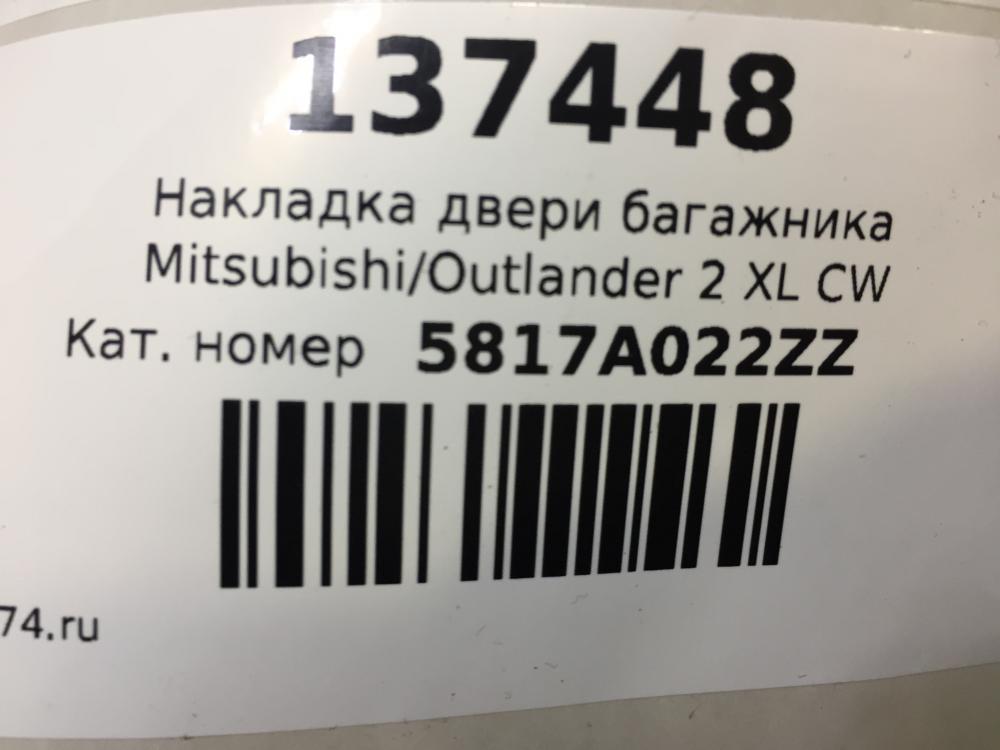 137448
Накладка двери багажника
Mitsubishi/Outlander 2 XL CW
Кат. номер 5817A022ZZ
74.ru